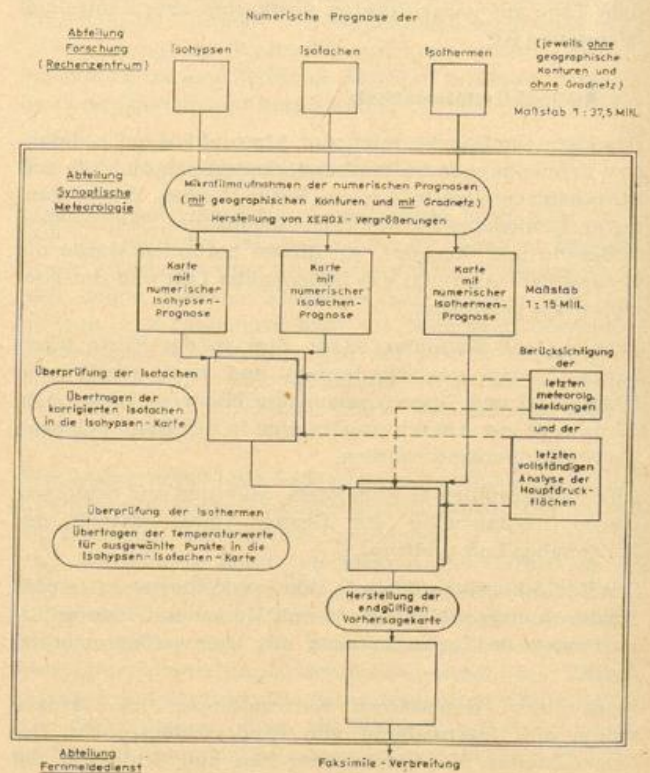 Numerische Prognose der
Abteilung
Forschung
(Rechenzentrum)
Isohypsen
Isotachen
Isothermen
(jeweils ohne
geographische
Konturen und
ohne Gradnetz)
Maßstab 1 : 37,5 Mill.
Abteilung
Synoptische
Meteorologie
Mikrofilmaufnahmen der numerischen Prognosen
(mit geographischen Konturen und mit Gradnetz)
Herstellung von XEROX-Vergrößerungen
Karte
mit
numerischer
Isohypsen-
Prognose
Karte
mit
numerischer
Isotachen-
Prognose
Karte
mit
numerischer
Isothermen-
Prognose
Maßstab
1 : 15 Mill.
Überprüfung der Isotachen
Übertragen der
korrigierten Isotachen
in die Isohypsen-Karte
Berücksichtigung
der
letzten
meteorolg.
Meldungen
und der
letzten
vollständigen
Analyse der
Hauptdruck-
flächen
Überprüfung der Isothermen
Übertragen der Temperaturwerte
für ausgewählte Punkte in die
Isohypsen-Isotachen-Karte
Herstellung der
endgültigen
Vorhersagekarte
Abteilung
Fernmeldedienst
Faksimile-Verbreitung